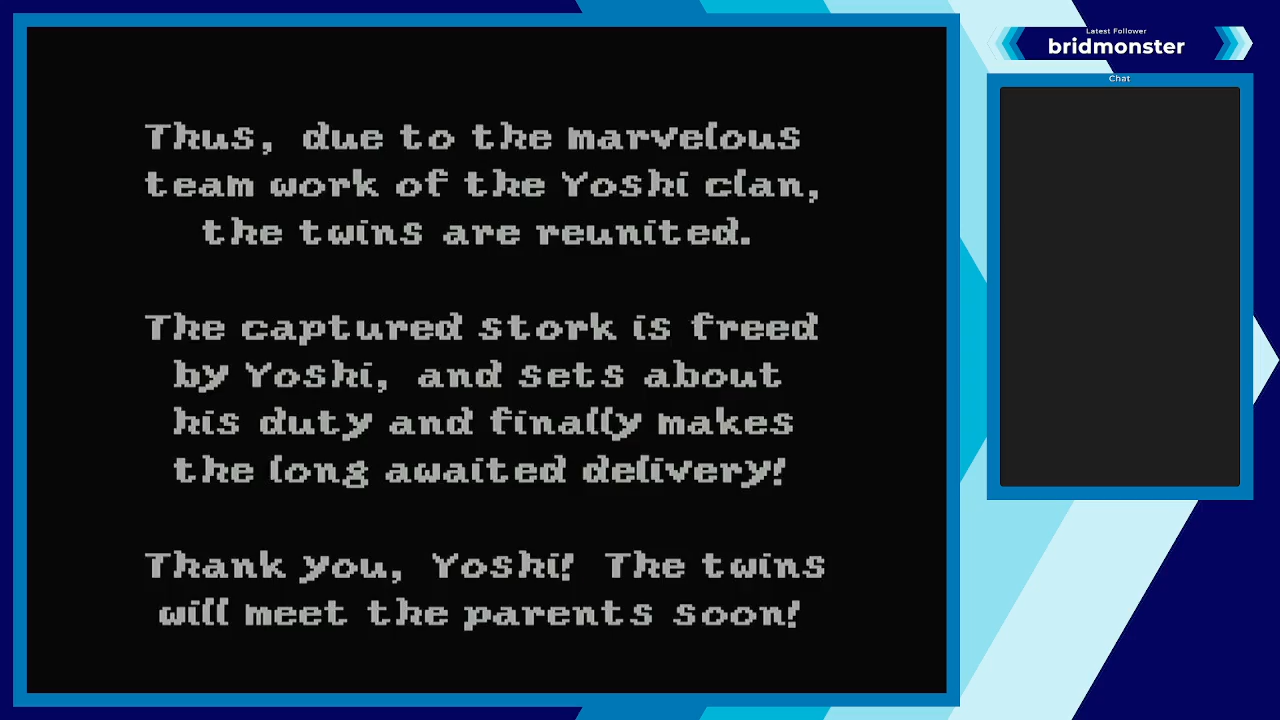 Thus, due to the marvelous
team work of the Yoshi clan,
the twins are reunited.
The captured stork is freed
by Yoshi, and sets about
his duty and finally makes
the long awaited delivery!
Thank you, Yoshi! The twins
will meet the parents soon!
Latest Follower
bridmonster
Chat